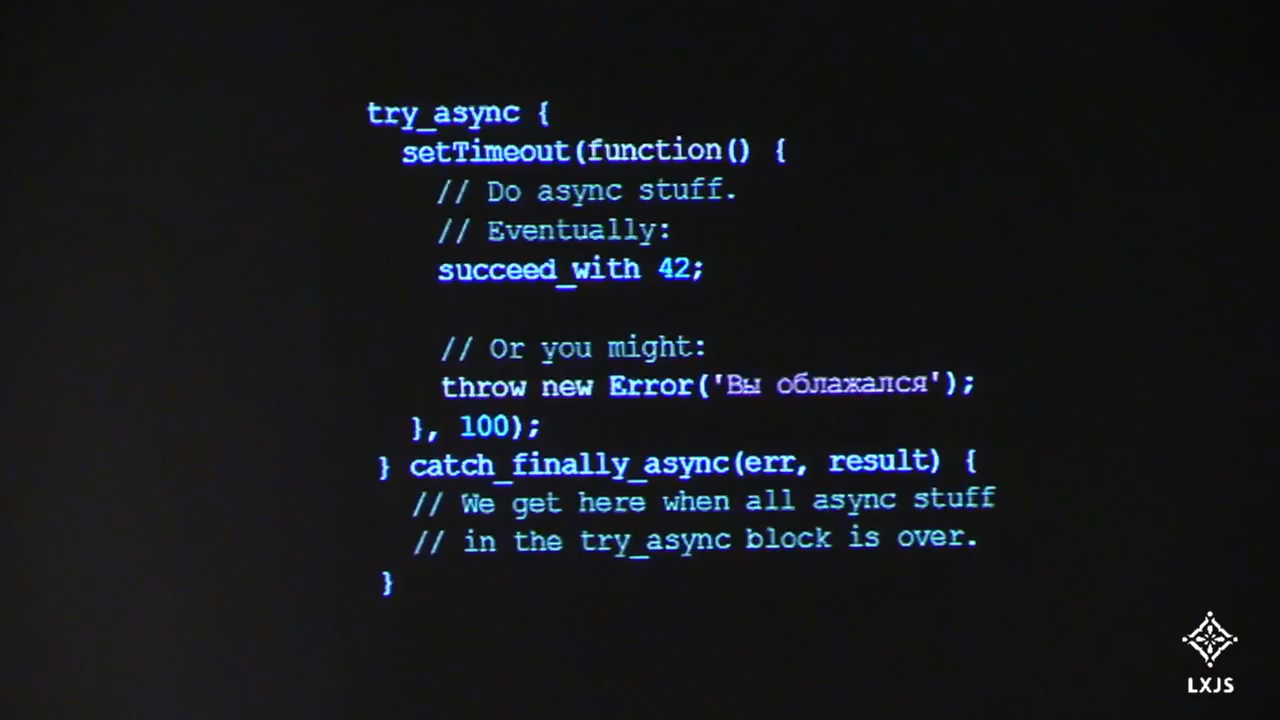 try_async {
setTimeout(function() {
// Do async stuff.
// Eventually:
succeed_with 42;
// Or you might:
throw new Error('Вы облажался');
}, 100);
} catch_finally_async(err, result) {
// We get here when all async stuff
// in the try_async block is over.
}
LXJS